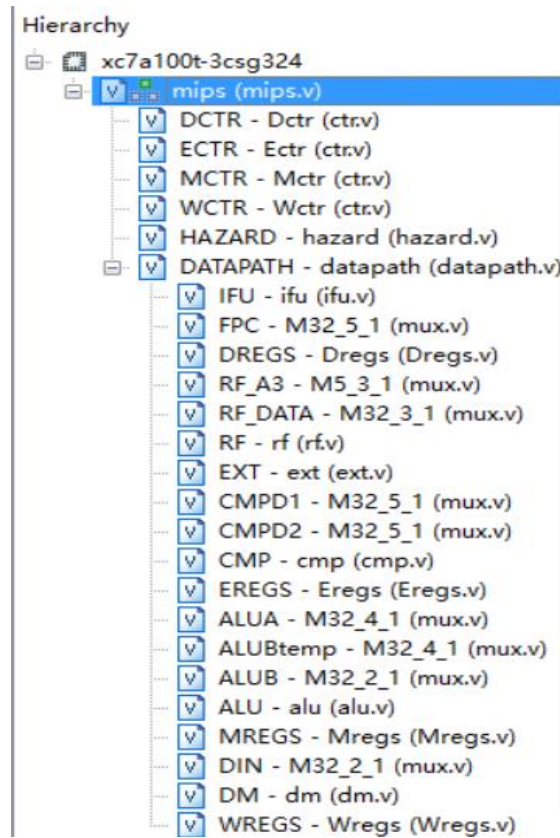 Hierarchy
xc7a100t-3csg324
mips (mips.v)
DCTR - Dctr (ctr.v)
ECTR - Ectr (ctr.v)
MCTR - Mctr (ctr.v)
WCTR - Wctr (ctr.v)
HAZARD - hazard (hazard.v)
DATAPATH - datapath (datapath.v)
IFU - ifu (ifu.v)
FPC - M32_5_1 (mux.v)
DREGS - Dregs (Dregs.v)
RF_A3 - M5_3_1 (mux.v)
RF_DATA - M32_3_1 (mux.v)
RF - rf (rf.v)
EXT - ext (ext.v)
CMPD1 - M32_5_1 (mux.v)
CMPD2 - M32_5_1 (mux.v)
CMP - cmp (cmp.v)
EREGS - Eregs (Eregs.v)
ALUA - M32_4_1 (mux.v)
ALUBtemp - M32_4_1 (mux.v)
ALUB - M32_2_1 (mux.v)
ALU - alu (alu.v)
MREGS - Mregs (Mregs.v)
DIN - M32_2_1 (mux.v)
DM - dm (dm.v)
WREGS - Wregs (Wregs.v)